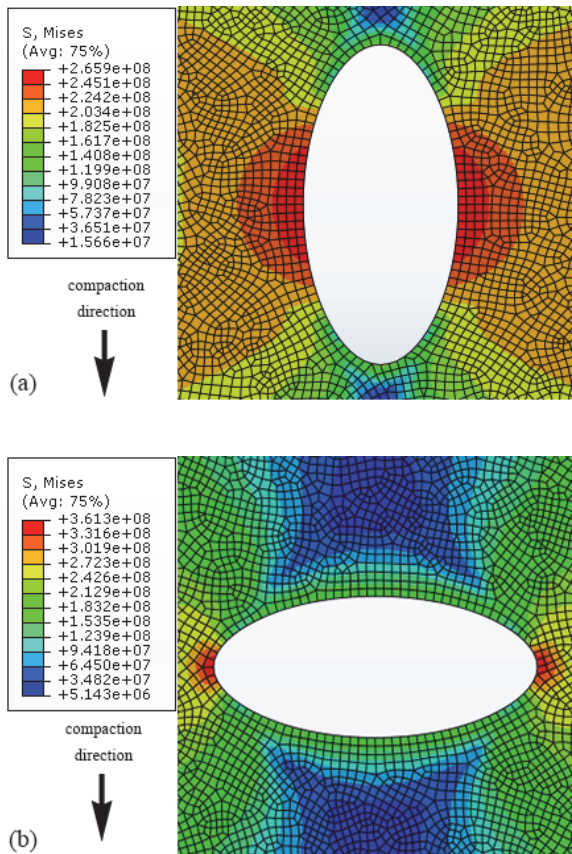 S, Mises
(Avg: 75%)
+2.659e+08
+2.451e+08
+2.242e+08
+2.034e+08
+1.825e+08
+1.617e+08
+1.408e+08
+1.199e+08
+9.908e+07
+7.823e+07
+5.737e+07
+3.651e+07
+1.566e+07
compaction
direction
(a)
S, Mises
(Avg: 75%)
+3.613e+08
+3.316e+08
+3.019e+08
+2.723e+08
+2.426e+08
+2.129e+08
+1.832e+08
+1.535e+08
+1.239e+08
+9.418e+07
+6.450e+07
+3.482e+07
+5.143e+06
compaction
direction
(b)